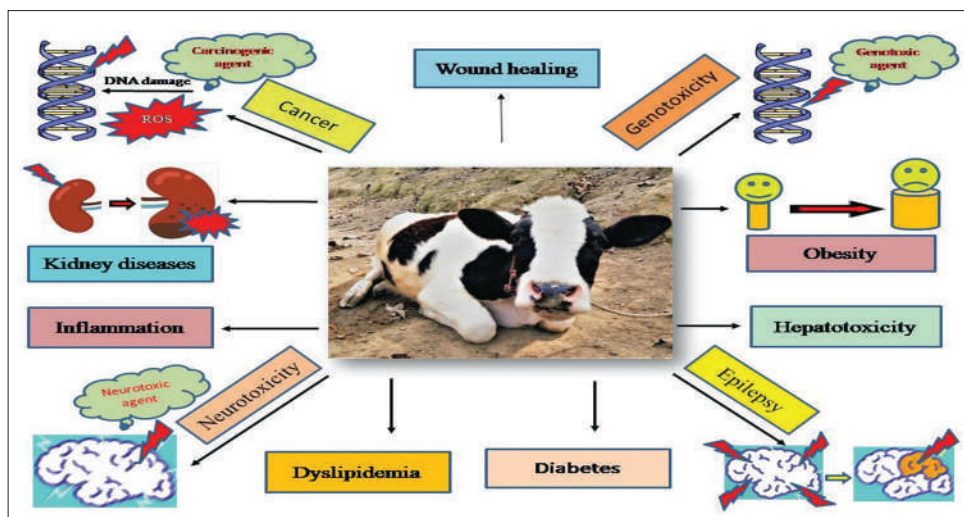 Carcinogenic
agent
DNA damage
ROS
Cancer
Wound healing
Genotoxicity
Genotoxic
agent
Kidney diseases
Obesity
Inflammation
Hepatotoxicity
Neurotoxic
agent
Neurotoxicity
Epilepsy
Dyslipidemia
Diabetes